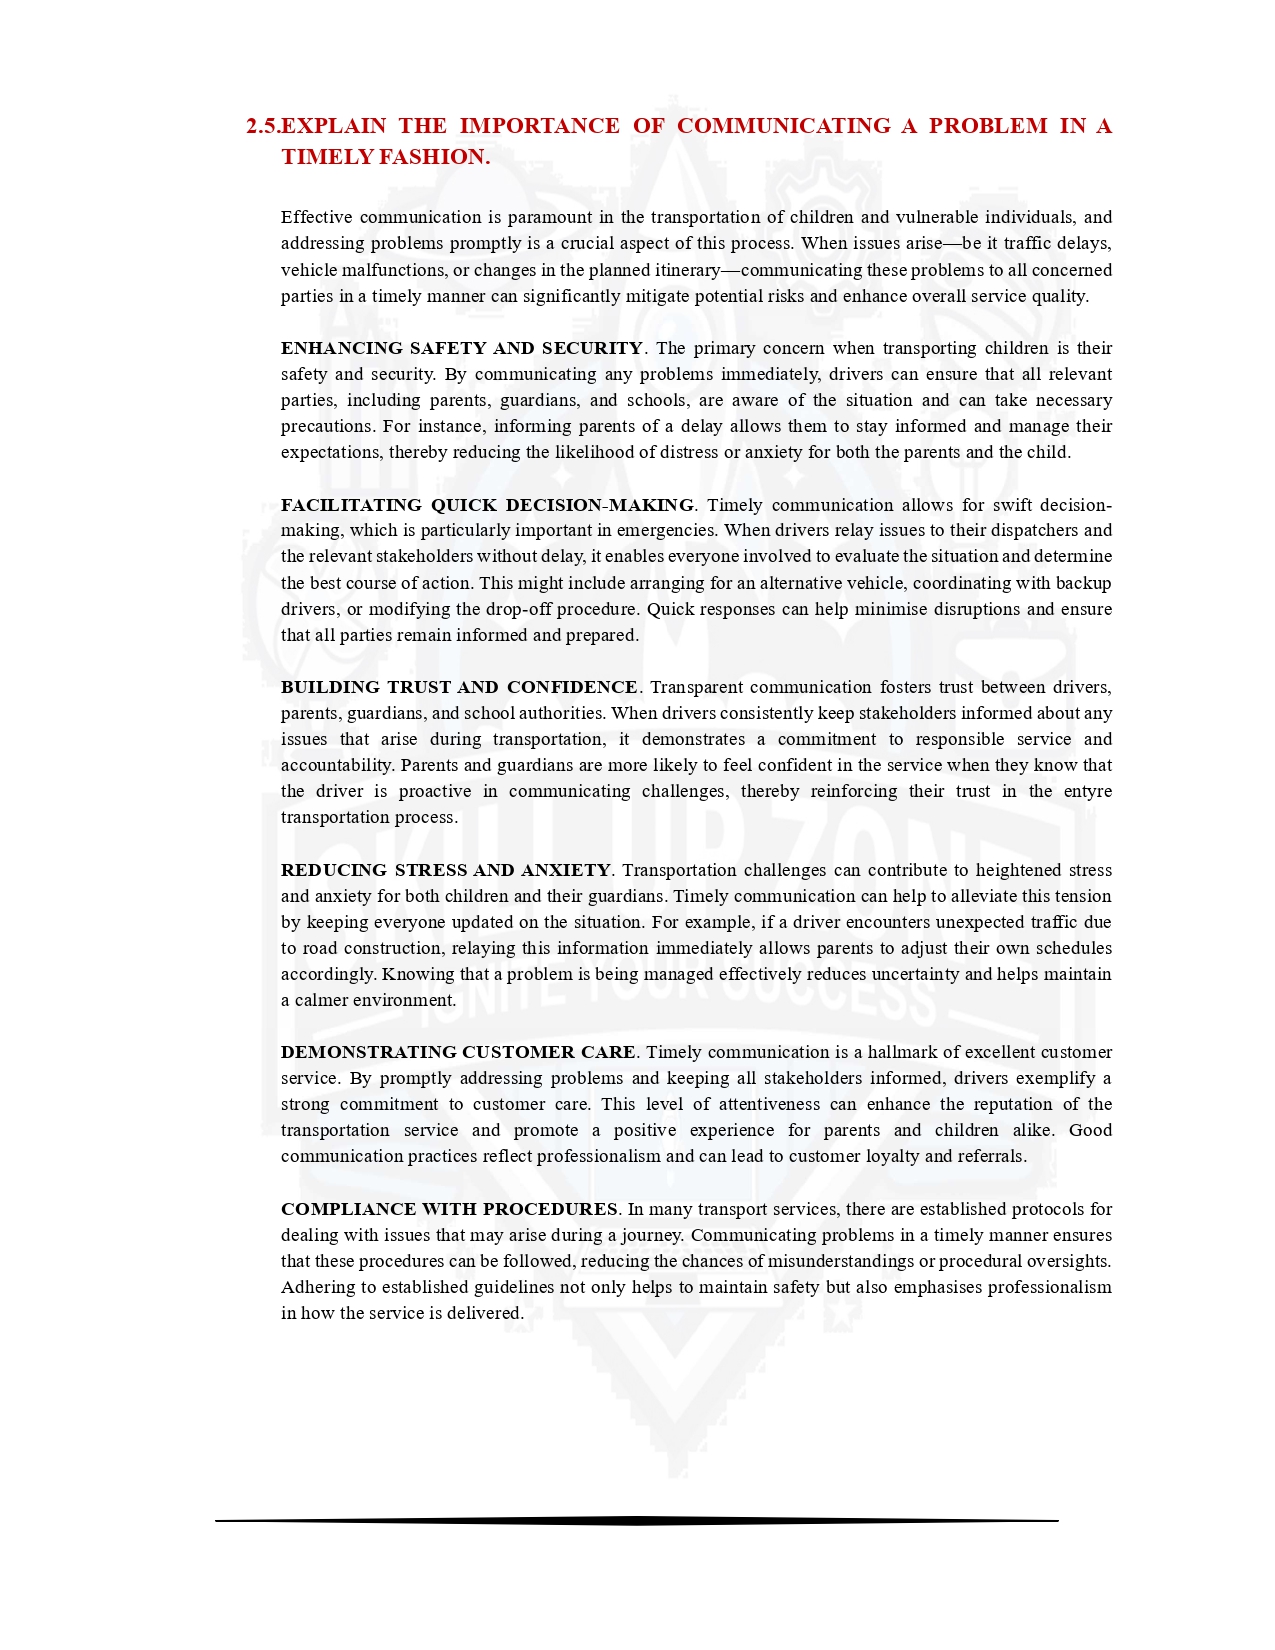 2.5.EXPLAIN THE IMPORTANCE OF COMMUNICATING A PROBLEM IN A
TIMELY FASHION.
Effective communication is paramount in the transportation of children and vulnerable individuals, and
addressing problems promptly is a crucial aspect of this process. When issues arise—be it traffic delays,
vehicle malfunctions, or changes in the planned itinerary—communicating these problems to all concerned
parties in a timely manner can significantly mitigate potential risks and enhance overall service quality.
ENHANCING SAFETY AND SECURITY. The primary concern when transporting children is their
safety and security. By communicating any problems immediately, drivers can ensure that all relevant
parties, including parents, guardians, and schools, are aware of the situation and can take necessary
precautions. For instance, informing parents of a delay allows them to stay informed and manage their
expectations, thereby reducing the likelihood of distress or anxiety for both the parents and the child.
FACILITATING QUICK DECISION-MAKING. Timely communication allows for swift decision-
making, which is particularly important in emergencies. When drivers relay issues to their dispatchers and
the relevant stakeholders without delay, it enables everyone involved to evaluate the situation and determine
the best course of action. This might include arranging for an alternative vehicle, coordinating with backup
drivers, or modifying the drop-off procedure. Quick responses can help minimise disruptions and ensure
that all parties remain informed and prepared.
BUILDING TRUST AND CONFIDENCE. Transparent communication fosters trust between drivers,
parents, guardians, and school authorities. When drivers consistently keep stakeholders informed about any
issues that arise during transportation, it demonstrates a commitment to responsible service and
accountability. Parents and guardians are more likely to feel confident in the service when they know that
the driver is proactive in communicating challenges, thereby reinforcing their trust in the entyre
transportation process.
SKILL UP ZONE
REDUCING STRESS AND ANXIETY. Transportation challenges can contribute to heightened stress
and anxiety for both children and their guardians. Timely communication can help to alleviate this tension
by keeping everyone updated on the situation. For example, if a driver encounters unexpected traffic due
to road construction, relaying this information immediately allows parents to adjust their own schedules
accordingly. Knowing that a problem is being managed effectively reduces uncertainty and helps maintain
a calmer environment.
IGNITE YOUR SUCCESS
DEMONSTRATING CUSTOMER CARE. Timely communication is a hallmark of excellent customer
service. By promptly addressing problems and keeping all stakeholders informed, drivers exemplify a
strong commitment to customer care. This level of attentiveness can enhance the reputation of the
transportation service and promote a positive experience for parents and children alike. Good
communication practices reflect professionalism and can lead to customer loyalty and referrals.
COMPLIANCE WITH PROCEDURES. In many transport services, there are established protocols for
dealing with issues that may arise during a journey. Communicating problems in a timely manner ensures
that these procedures can be followed, reducing the chances of misunderstandings or procedural oversights.
Adhering to established guidelines not only helps to maintain safety but also emphasises professionalism
in how the service is delivered.